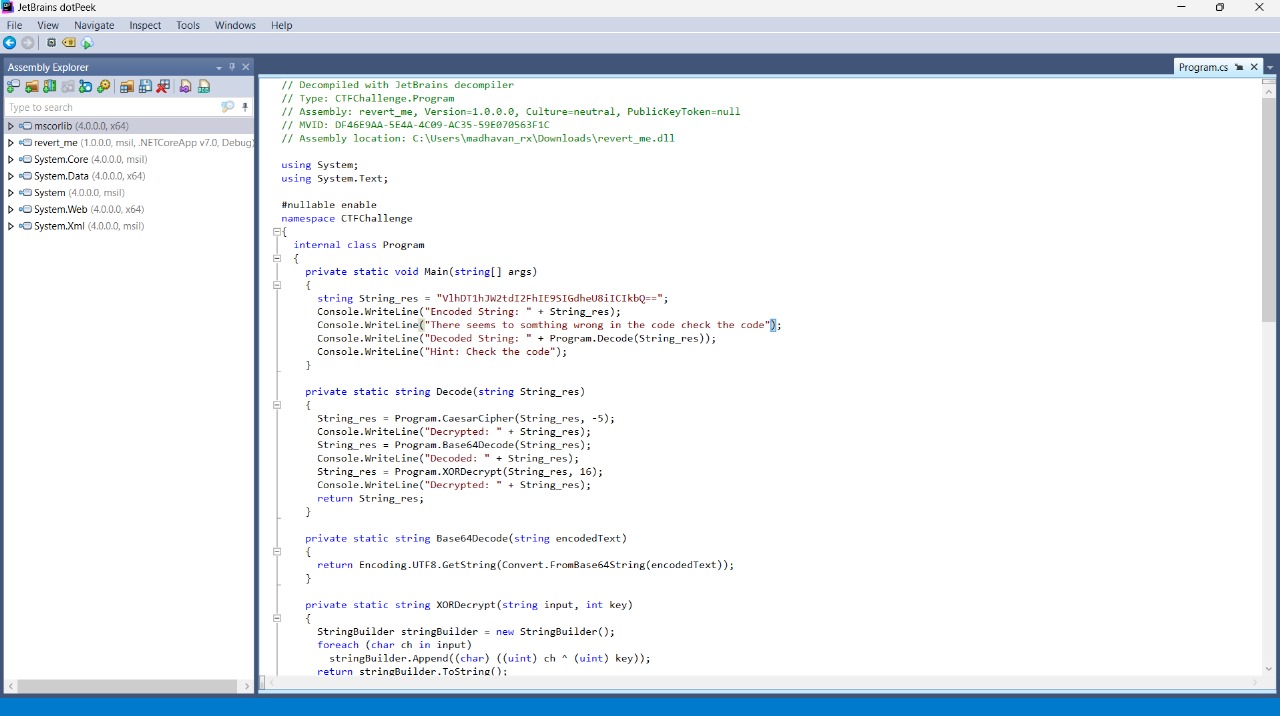 JetBrains dotPeek
File View Navigate Inspect Tools Windows Help
Assembly Explorer
Program.cs
Type to search
mscorlib (4.0.0.0, x64)
revert_me (1.0.0.0, msil, .NETCoreApp v7.0, Debug)
System.Core (4.0.0.0, msil)
System.Data (4.0.0.0, x64)
System (4.0.0.0, msil)
System.Web (4.0.0.0, x64)
System.Xml (4.0.0.0, msil)
// Decompiled with JetBrains decompiler
// Type: CTFChallenge.Program
// Assembly: revert_me, Version=1.0.0.0, Culture=neutral, PublicKeyToken=null
// MVID: DF46E9AA-5E4A-4C09-AC35-59E070563F1C
// Assembly location: C:\Users\madhavan_rx\Downloads\revert_me.dll
using System;
using System.Text;
#nullable enable
namespace CTFChallenge
{
internal class Program
{
private static void Main(string[] args)
{
string String_res = "VlhDT1hJW2tdI2FhIE9SIGdheU8iICIkbQ==";
Console.WriteLine("Encoded String: " + String_res);
Console.WriteLine("There seems to somthing wrong in the code check the code");
Console.WriteLine("Decoded String: " + Program.Decode(String_res));
Console.WriteLine("Hint: Check the code");
}
private static string Decode(string String_res)
{
String_res = Program.CaesarCipher(String_res, -5);
Console.WriteLine("Decrypted: " + String_res);
String_res = Program.Base64Decode(String_res);
Console.WriteLine("Decoded: " + String_res);
String_res = Program.XORDecrypt(String_res, 16);
Console.WriteLine("Decrypted: " + String_res);
return String_res;
}
private static string Base64Decode(string encodedText)
{
return Encoding.UTF8.GetString(Convert.FromBase64String(encodedText));
}
private static string XORDecrypt(string input, int key)
{
StringBuilder stringBuilder = new StringBuilder();
foreach (char ch in input)
stringBuilder.Append((char) ((uint) ch ^ (uint) key));
return stringBuilder.ToString();